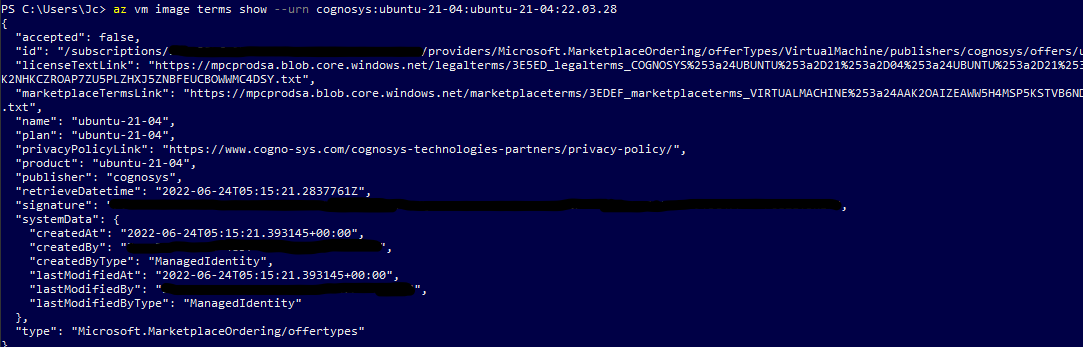 PS C:\Users\Jc> az vm image terms show --urn cognosys:ubuntu-21-04:ubuntu-21-04:22.03.28
{
"accepted": false,
"id": "/subscriptions/ /providers/Microsoft.MarketplaceOrdering/offerTypes/VirtualMachine/publishers/cognosys/offers/u
"licenseTextLink": "https://mpcprodsa.blob.core.windows.net/legalterms/3E5ED_legalterms_COGNOSYS%253a24UBUNTU%253a2D21%253a2D04%253a24UBUNTU%253a2D21%253
K2NHKCZROAP7ZU5PLZHXJ5ZNBFEUCBOWWMC4DSY.txt",
"marketplaceTermsLink": "https://mpcprodsa.blob.core.windows.net/marketplaceterms/3EDEF_marketplaceterms_VIRTUALMACHINE%253a24AAK2OAIZEAWW5H4MSP5KSTVB6ND
.txt",
"name": "ubuntu-21-04",
"plan": "ubuntu-21-04",
"privacyPolicyLink": "https://www.cogno-sys.com/cognosys-technologies-partners/privacy-policy/",
"product": "ubuntu-21-04",
"publisher": "cognosys",
"retrieveDatetime": "2022-06-24T05:15:21.2837761Z",
"signature": " ,
"systemData": {
"createdAt": "2022-06-24T05:15:21.393145+00:00",
"createdBy": " ",
"createdByType": "ManagedIdentity",
"lastModifiedAt": "2022-06-24T05:15:21.393145+00:00",
"lastModifiedBy": " ",
"lastModifiedByType": "ManagedIdentity"
},
"type": "Microsoft.MarketplaceOrdering/offertypes"
}